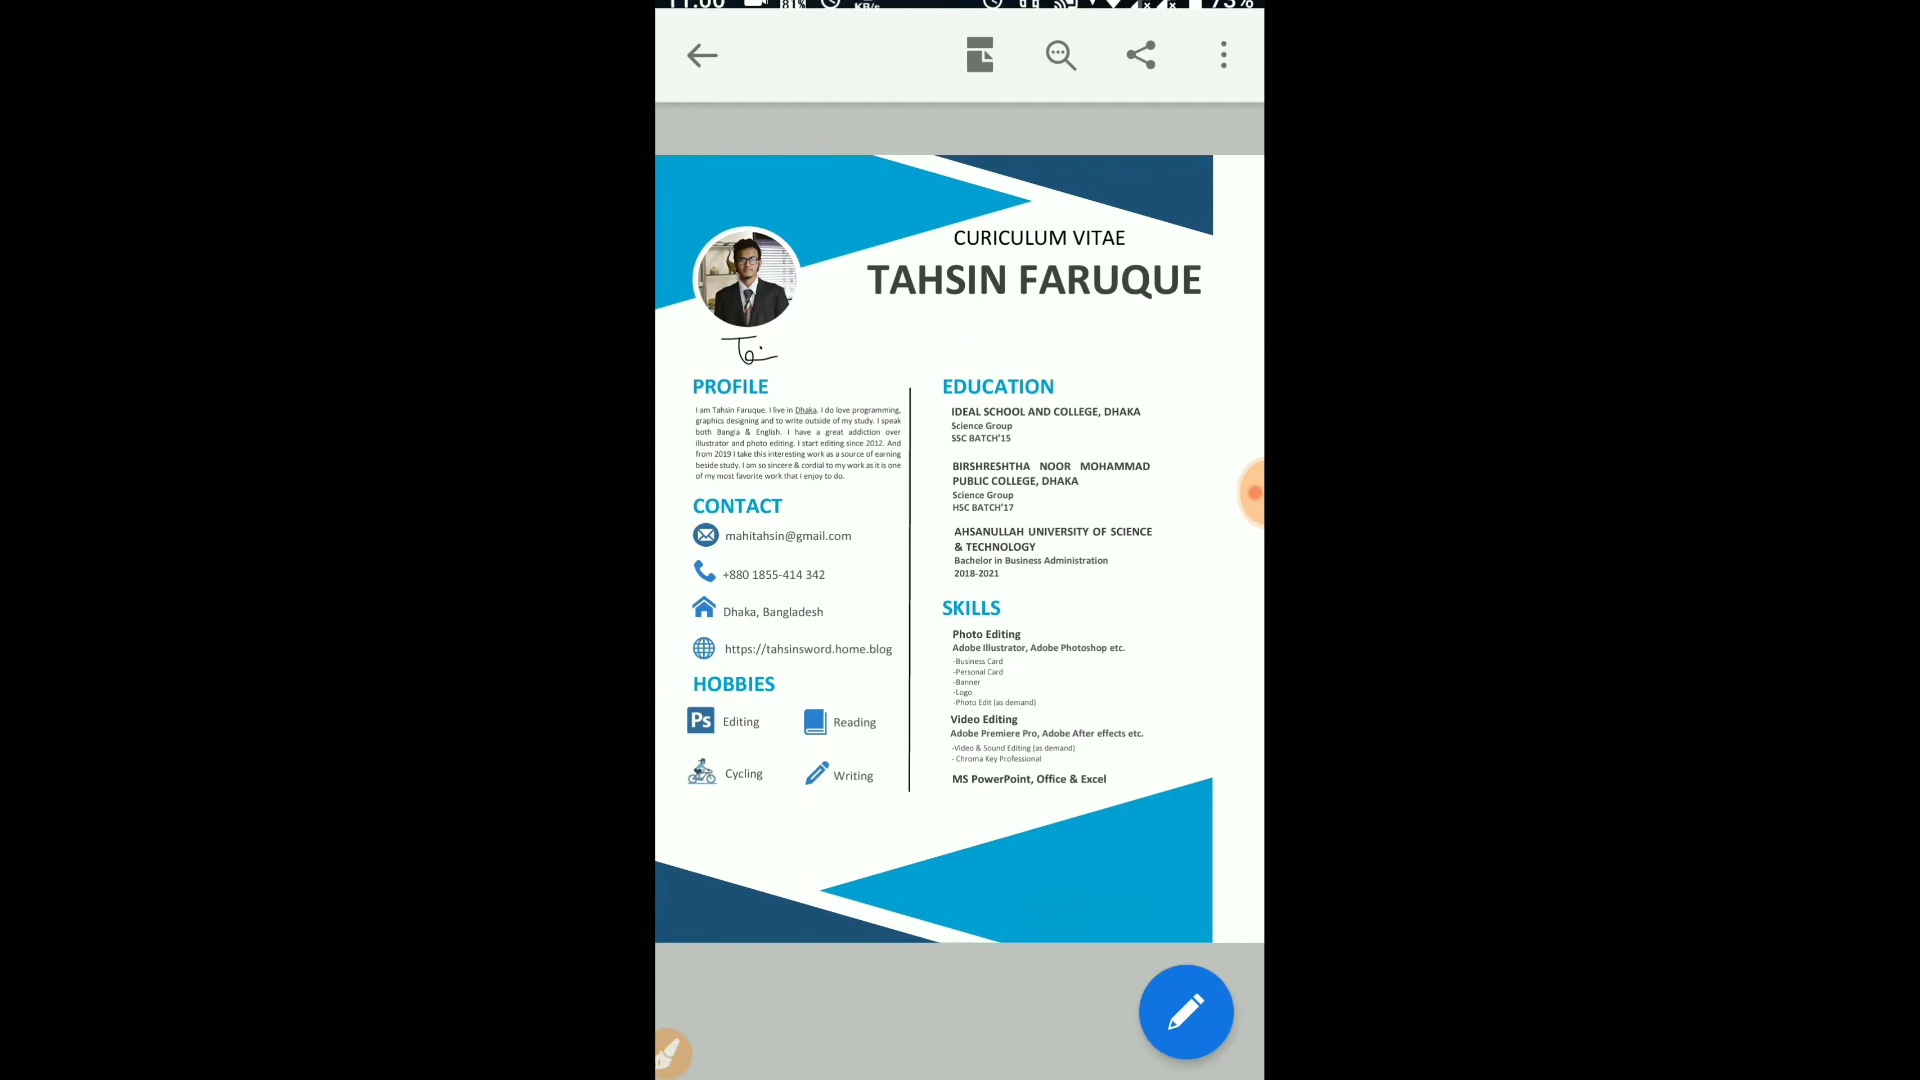 73%
CURICULUM VITAE
TAHSIN FARUQUE
PROFILE
I am Tahsin Faruque. I live in Dhaka. I do love programming,
graphics designing and to write outside of my study. I speak
both Bangla & English. I have a great addiction over
illustrator and photo editing. I start editing since 2012. And
from 2019 I take this interesting work as a source of earning
beside study. I am so sincere & cordial to my work as it is one
of my most favorite work that I enjoy to do.
CONTACT
mahitahsin@gmail.com
+880 1855-414 342
Dhaka, Bangladesh
https://tahsinsword.home.blog
HOBBIES
Ps Editing
Reading
Cycling
Writing
EDUCATION
IDEAL SCHOOL AND COLLEGE, DHAKA
Science Group
SSC BATCH'15
BIRSHRESHTHA NOOR MOHAMMAD
PUBLIC COLLEGE, DHAKA
Science Group
HSC BATCH'17
AHSANULLAH UNIVERSITY OF SCIENCE
& TECHNOLOGY
Bachelor in Business Administration
2018-2021
SKILLS
Photo Editing
Adobe Illustrator, Adobe Photoshop etc.
-Business Card
-Personal Card
-Banner
-Logo
-Photo Edit (as demand)
Video Editing
Adobe Premiere Pro, Adobe After effects etc.
-Video & Sound Editing (as demand)
- Chroma Key Professional
MS PowerPoint, Office & Excel